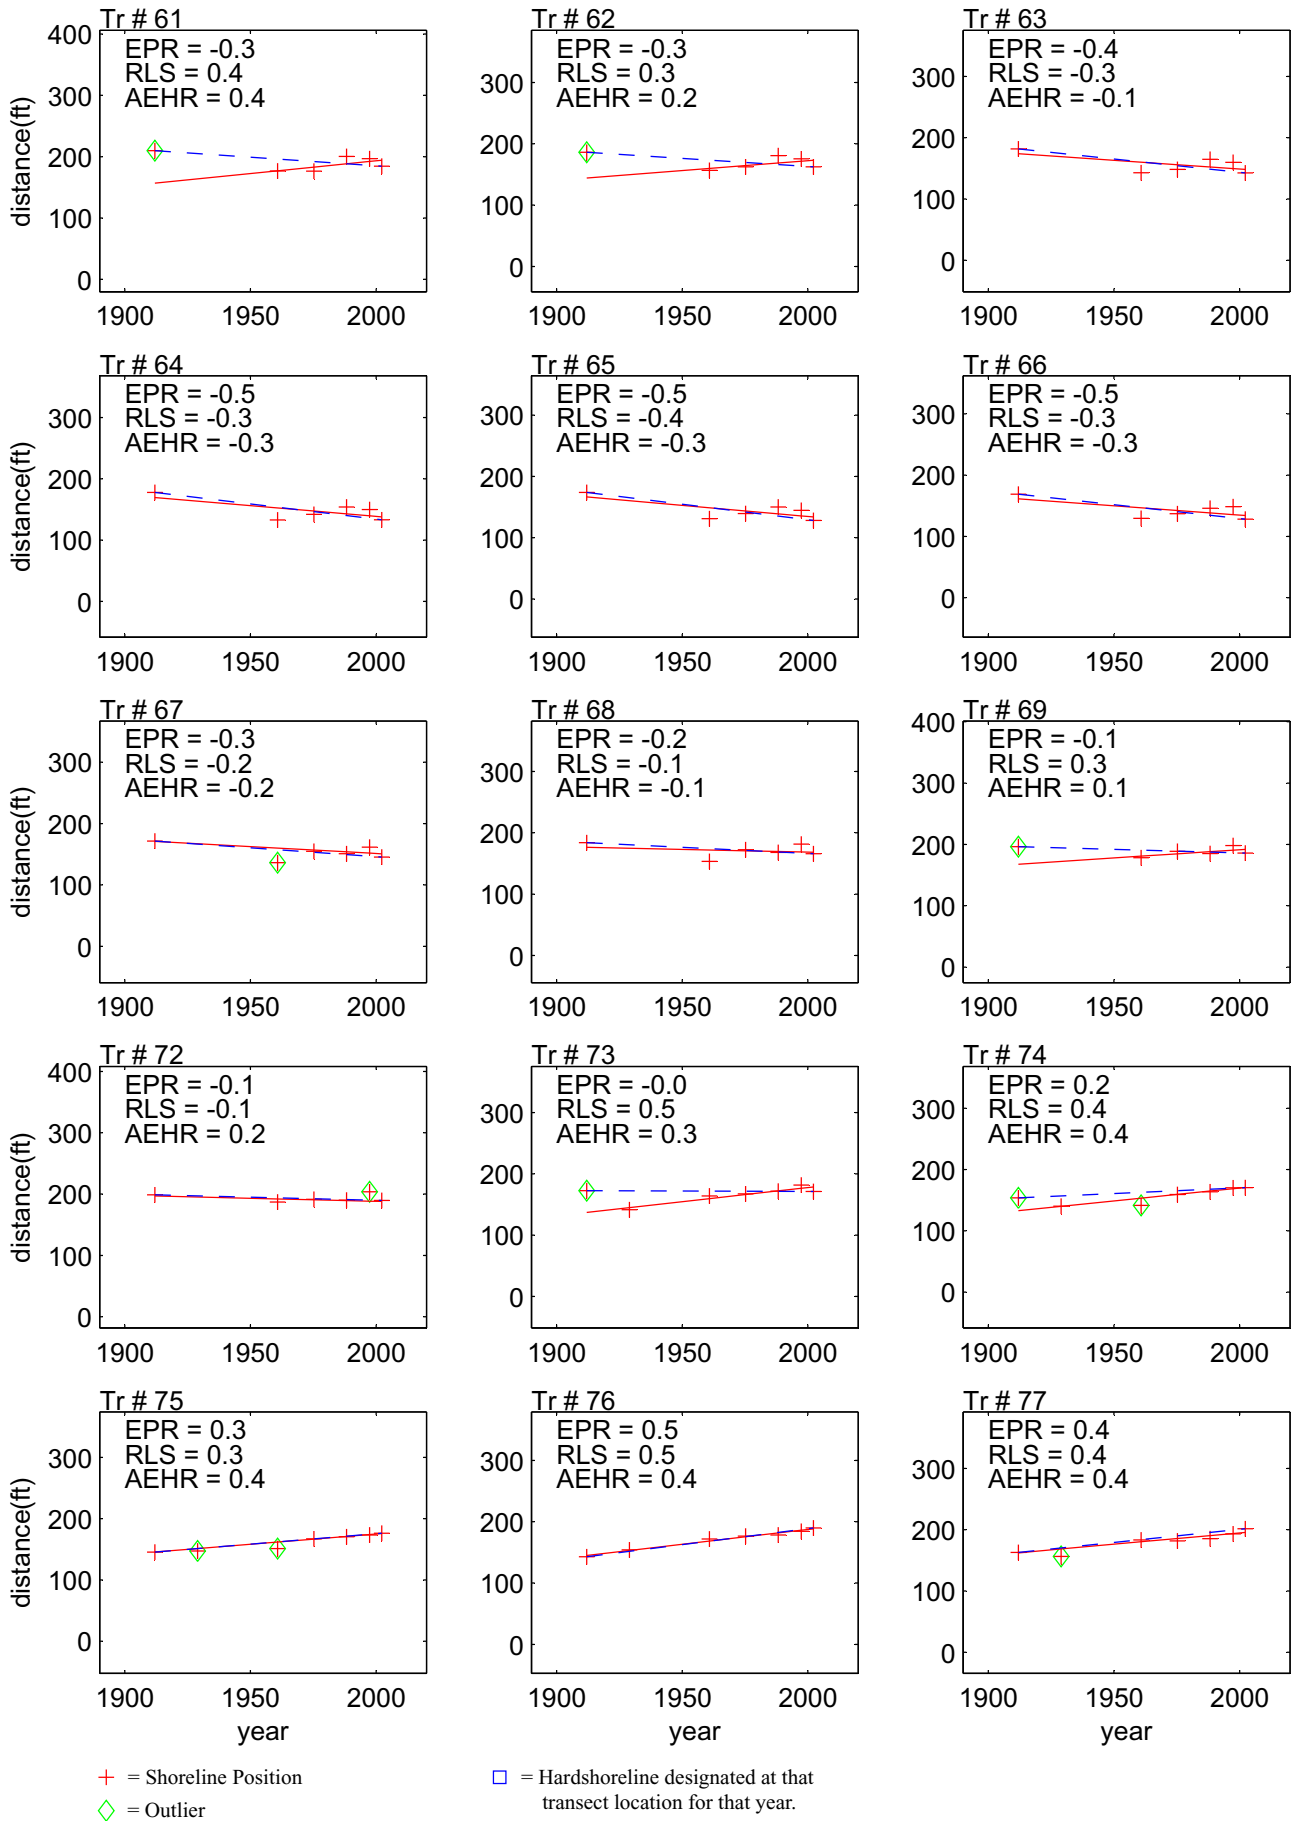 Tr # 61
EPR = -0.3
RLS = 0.4
AEHR = 0.4
400
300
200
100
0
distance(ft)
1900 1950 2000
Tr # 62
EPR = -0.3
RLS = 0.3
AEHR = 0.2
300
200
100
0
1900 1950 2000
Tr # 63
EPR = -0.4
RLS = -0.3
AEHR = -0.1
300
200
100
0
1900 1950 2000
Tr # 64
EPR = -0.5
RLS = -0.3
AEHR = -0.3
300
200
100
0
distance(ft)
1900 1950 2000
Tr # 65
EPR = -0.5
RLS = -0.4
AEHR = -0.3
300
200
100
0
1900 1950 2000
Tr # 66
EPR = -0.5
RLS = -0.3
AEHR = -0.3
300
200
100
0
1900 1950 2000
Tr # 67
EPR = -0.3
RLS = -0.2
AEHR = -0.2
300
200
100
0
distance(ft)
1900 1950 2000
Tr # 68
EPR = -0.2
RLS = -0.1
AEHR = -0.1
300
200
100
0
1900 1950 2000
Tr # 69
EPR = -0.1
RLS = 0.3
AEHR = 0.1
400
300
200
100
0
1900 1950 2000
Tr # 72
EPR = -0.1
RLS = -0.1
AEHR = 0.2
400
300
200
100
0
distance(ft)
1900 1950 2000
Tr # 73
EPR = -0.0
RLS = 0.5
AEHR = 0.3
300
200
100
0
1900 1950 2000
Tr # 74
EPR = 0.2
RLS = 0.4
AEHR = 0.4
300
200
100
0
1900 1950 2000
Tr # 75
EPR = 0.3
RLS = 0.3
AEHR = 0.4
300
200
100
0
distance(ft)
1900 1950 2000
year
Tr # 76
EPR = 0.5
RLS = 0.5
AEHR = 0.4
300
200
100
0
1900 1950 2000
year
Tr # 77
EPR = 0.4
RLS = 0.4
AEHR = 0.4
300
200
100
0
1900 1950 2000
year
= Shoreline Position
= Outlier
= Hardshoreline designated at that
transect location for that year.